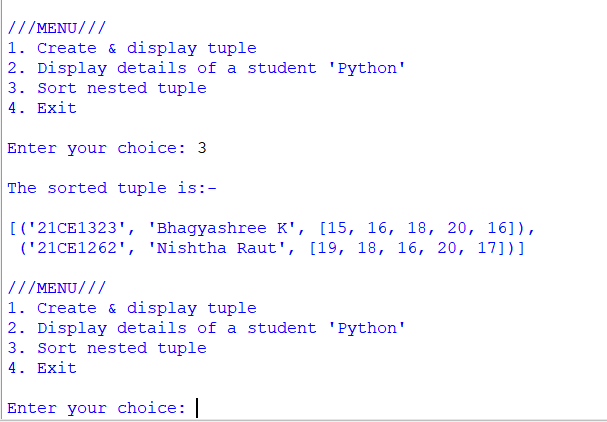 ///MENU///
1. Create & display tuple
2. Display details of a student 'Python'
3. Sort nested tuple
4. Exit
Enter your choice: 3
The sorted tuple is:-
[('21CE1323', 'Bhagyashree K', [15, 16, 18, 20, 16]),
('21CE1262', 'Nishtha Raut', [19, 18, 16, 20, 17])]
///MENU///
1. Create & display tuple
2. Display details of a student 'Python'
3. Sort nested tuple
4. Exit
Enter your choice: